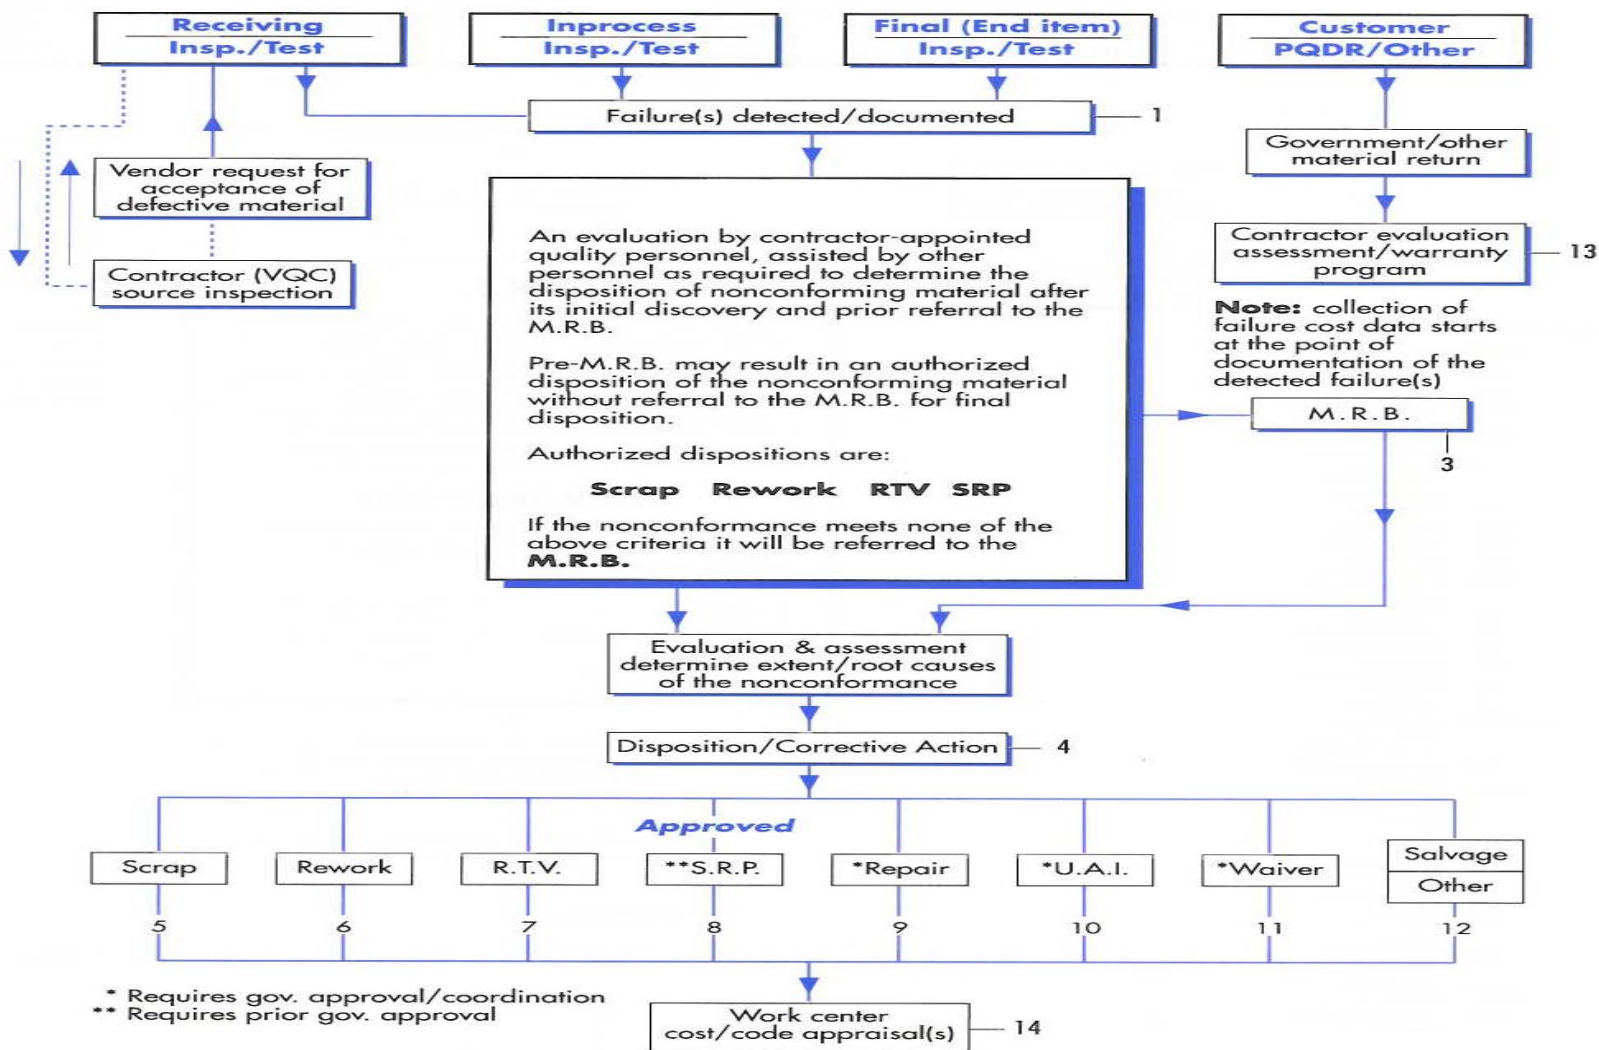 Receiving
Insp./Test
Inprocess
Insp./Test
Final (End item)
Insp./Test
Customer
PQDR/Other
Failure(s) detected/documented
1
Government/other
material return
Vendor request for
acceptance of
defective material
Contractor (VQC)
source inspection
Contractor evaluation
assessment/warranty
program
13
An evaluation by contractor-appointed
quality personnel, assisted by other
personnel as required to determine the
disposition of nonconforming material after
its initial discovery and prior referral to the
M.R.B.
Pre-M.R.B. may result in an authorized
disposition of the nonconforming material
without referral to the M.R.B. for final
disposition.
Authorized dispositions are:
Scrap Rework RTV SRP
If the nonconformance meets none of the
above criteria it will be referred to the
M.R.B.
Note: collection of
failure cost data starts
at the point of
documentation of the
detected failure(s)
M.R.B.
3
Evaluation & assessment
determine extent/root causes
of the nonconformance
Disposition/Corrective Action
4
Approved
Scrap
Rework
R.T.V.
**S.R.P.
*Repair
*U.A.I.
*Waiver
Salvage
Other
5
6
7
8
9
10
11
12
* Requires gov. approval/coordination
** Requires prior gov. approval
Work center
cost/code appraisal(s)
14